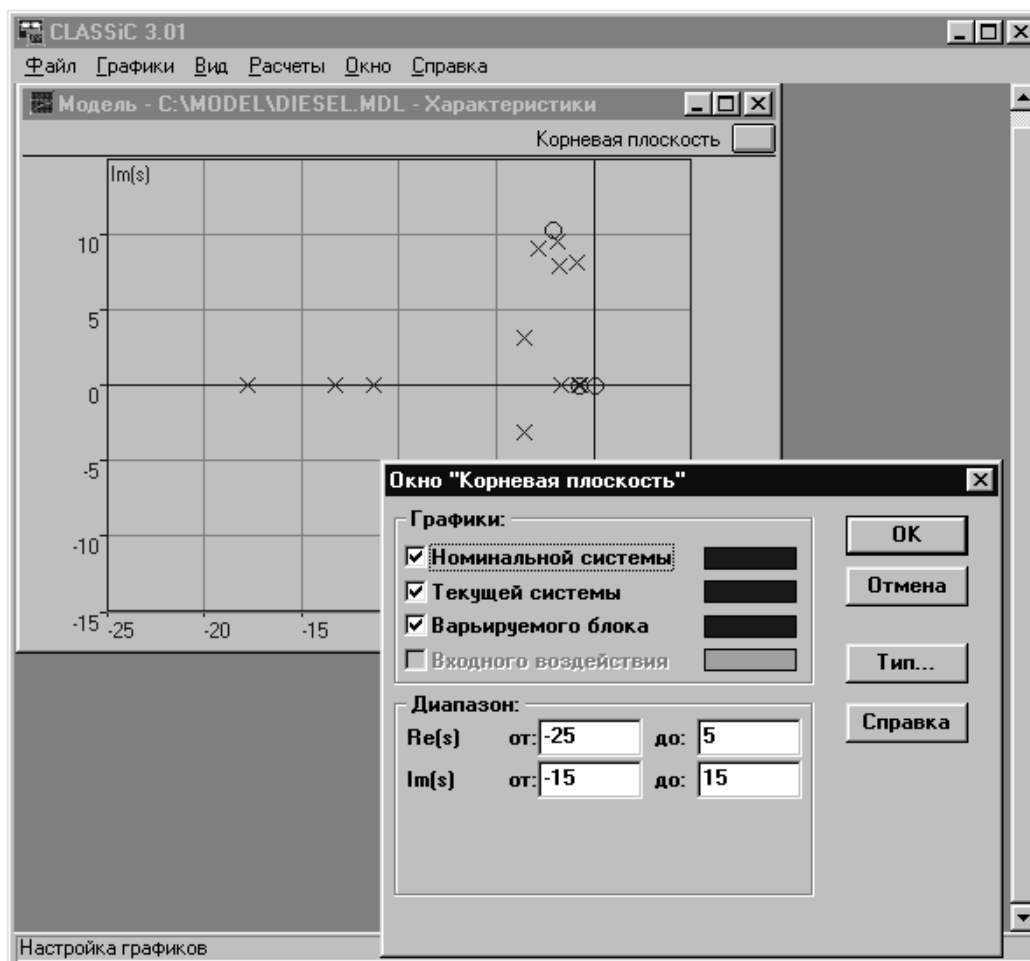 CLASSiC 3.01
Файл Графики Вид Расчеты Окно Справка
Модель - C:\MODEL\DIESEL.MDL - Характеристики
Корневая плоскость
Im(s)
10
5
0
-5
-10
-15
-25 -20 -15
Окно "Корневая плоскость"
Графики:
Номинальной системы
Текущей системы
Варьируемого блока
Входного воздействия
OK
Отмена
Тип...
Справка
Диапазон:
Re(s) от: -25 до: 5
Im(s) от: -15 до: 15
Настройка графиков